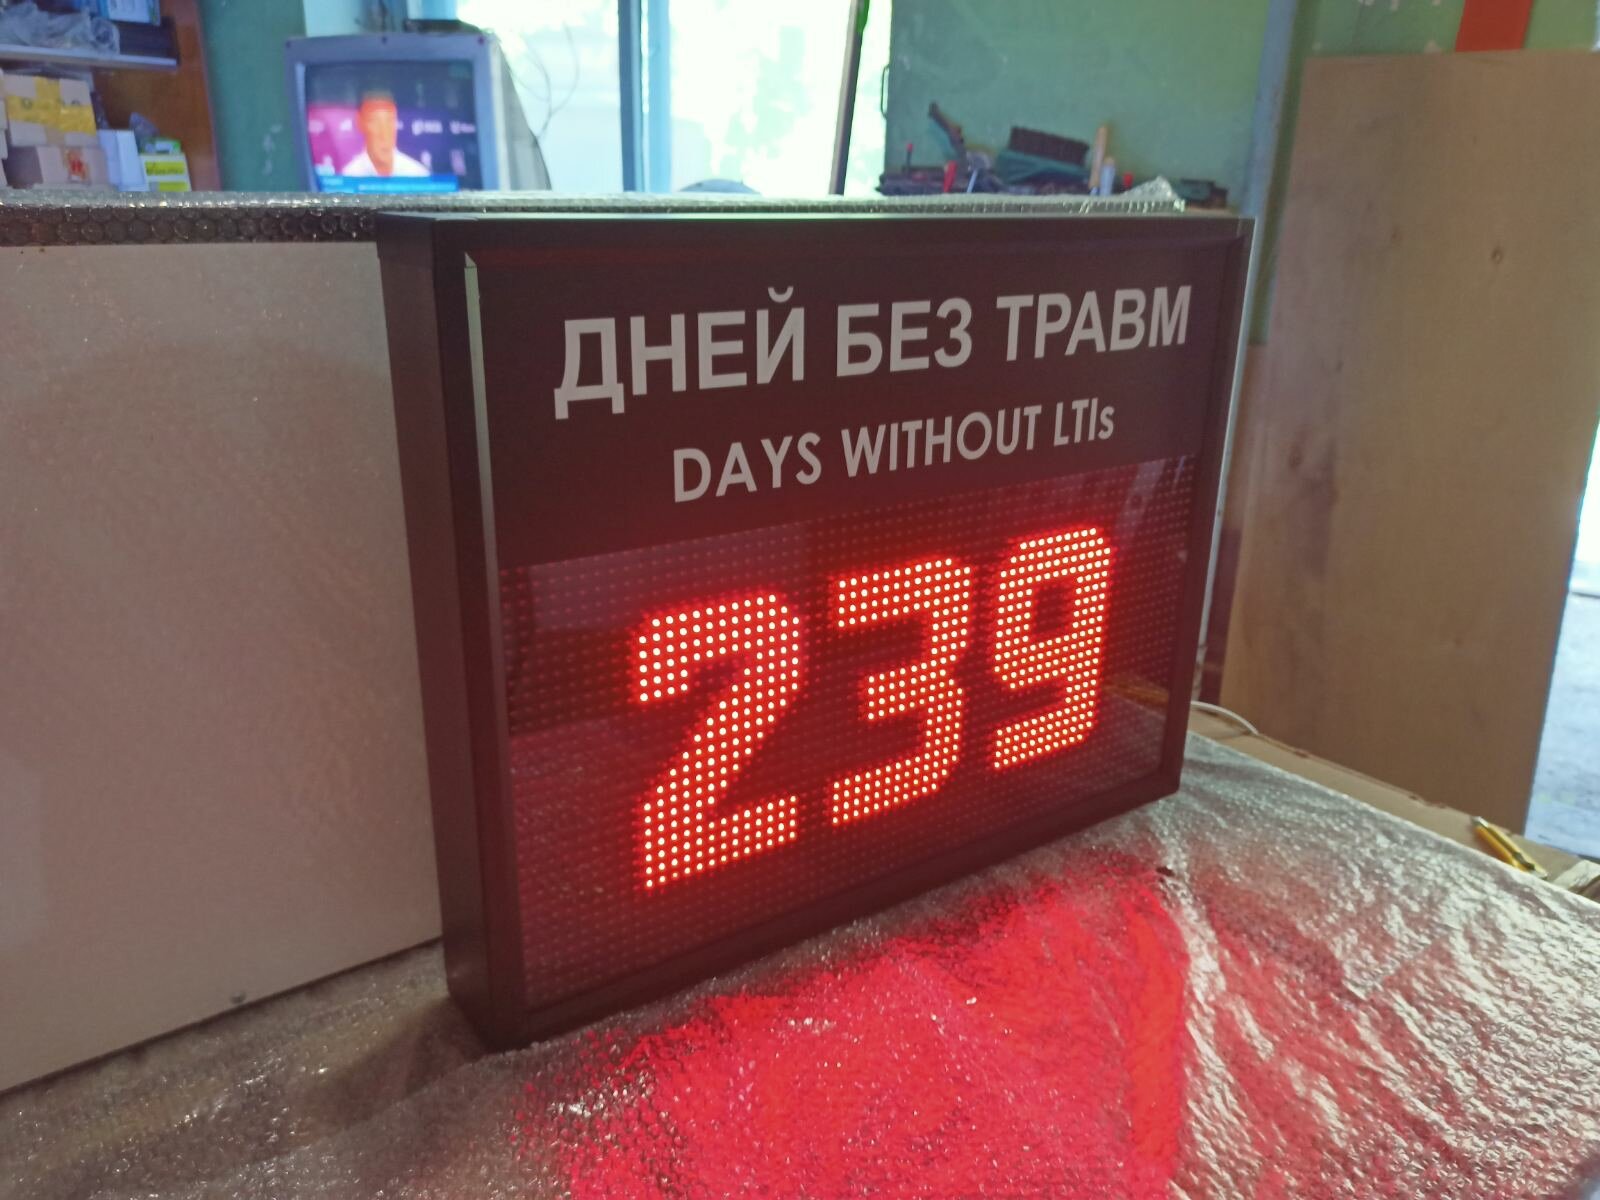 ДНЕЙ БЕЗ ТРАВМ
DAYS WITHOUT LTIs
239